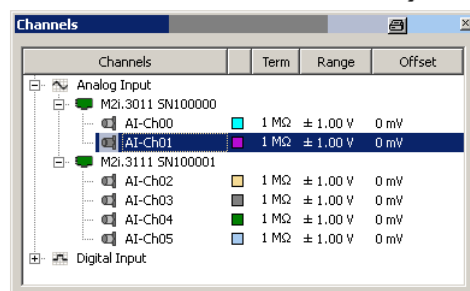 Channels
Channels Term Range Offset
Analog Input
M2i.3011 SN100000
AI-Ch00 1 MΩ ± 1.00 V 0 mV
AI-Ch01 1 MΩ ± 1.00 V 0 mV
M2i.3111 SN100001
AI-Ch02 1 MΩ ± 1.00 V 0 mV
AI-Ch03 1 MΩ ± 1.00 V 0 mV
AI-Ch04 1 MΩ ± 1.00 V 0 mV
AI-Ch05 1 MΩ ± 1.00 V 0 mV
Digital Input